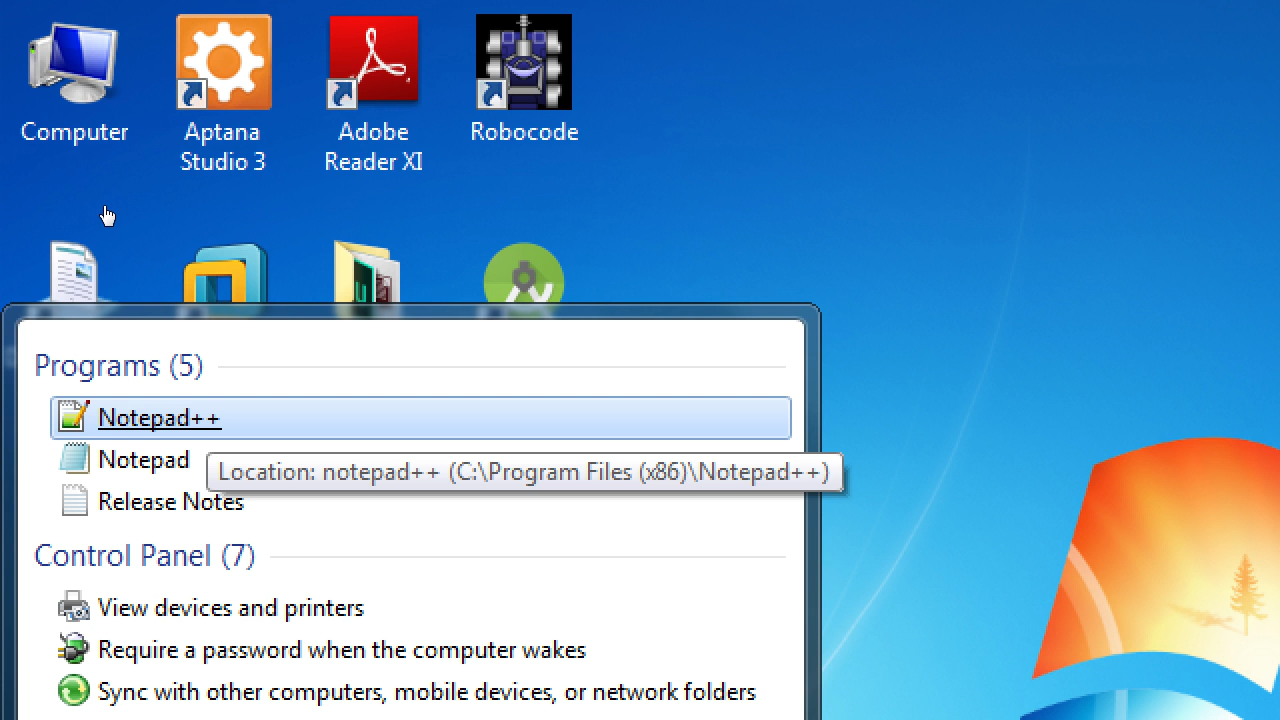 Computer
Aptana
Studio 3
Adobe
Reader XI
Robocode
Programs (5)
Notepad++
Notepad
Location: notepad++ (C:\Program Files (x86)\Notepad++)
Release Notes
Control Panel (7)
View devices and printers
Require a password when the computer wakes
Sync with other computers, mobile devices, or network folders